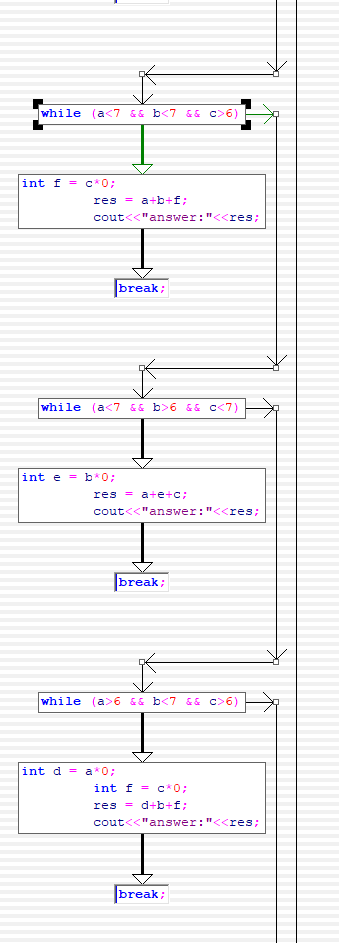 while (a<7 && b<7 && c>6)
int f = c*0;
res = a+b+f;
cout<<"answer:"<<res;
break;
while (a<7 && b>6 && c<7)
int e = b*0;
res = a+e+c;
cout<<"answer:"<<res;
break;
while (a>6 && b<7 && c>6)
int d = a*0;
int f = c*0;
res = d+b+f;
cout<<"answer:"<<res;
break;